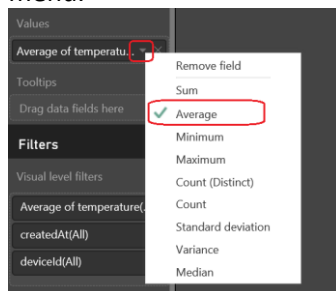 menu.
Values
Average of temperatu...
Tooltips
Drag data fields here
Filters
Visual level filters
Average of temperature(.
createdAt(All)
deviceId(All)
Remove field
Sum
Average
Minimum
Maximum
Count (Distinct)
Count
Standard deviation
Variance
Median